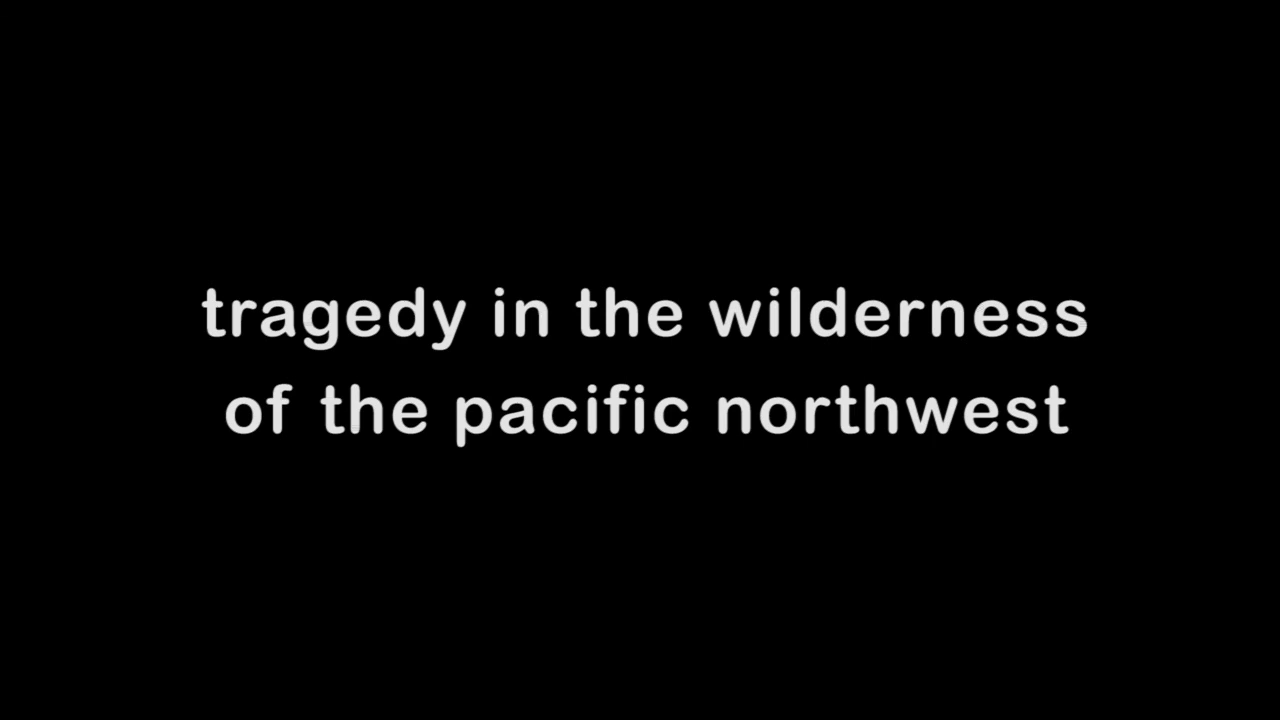 tragedy in the wilderness
of the pacific northwest